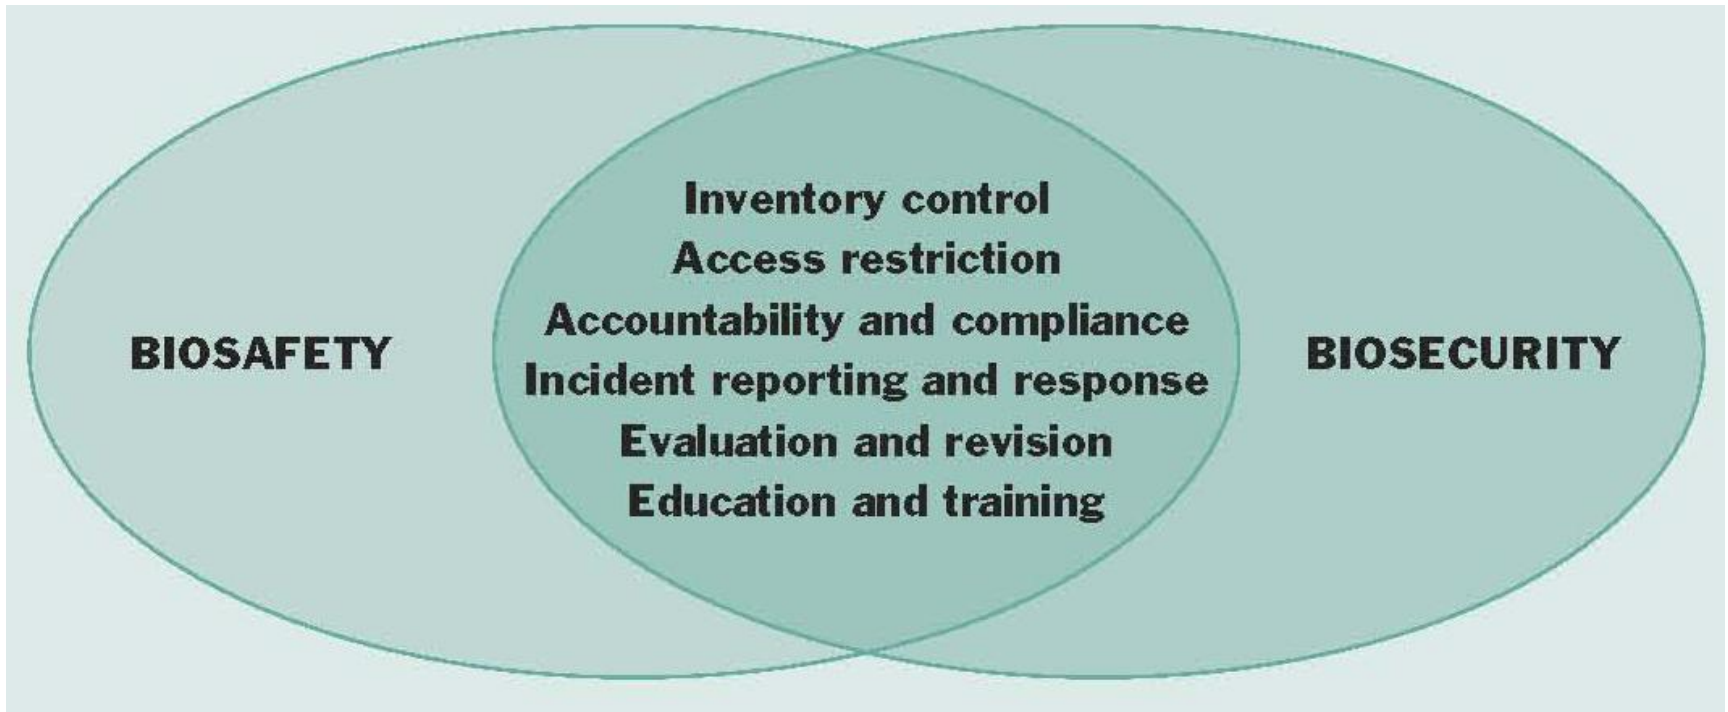 BIOSAFETY
Inventory control
Access restriction
Accountability and compliance
Incident reporting and response
Evaluation and revision
Education and training
BIOSECURITY